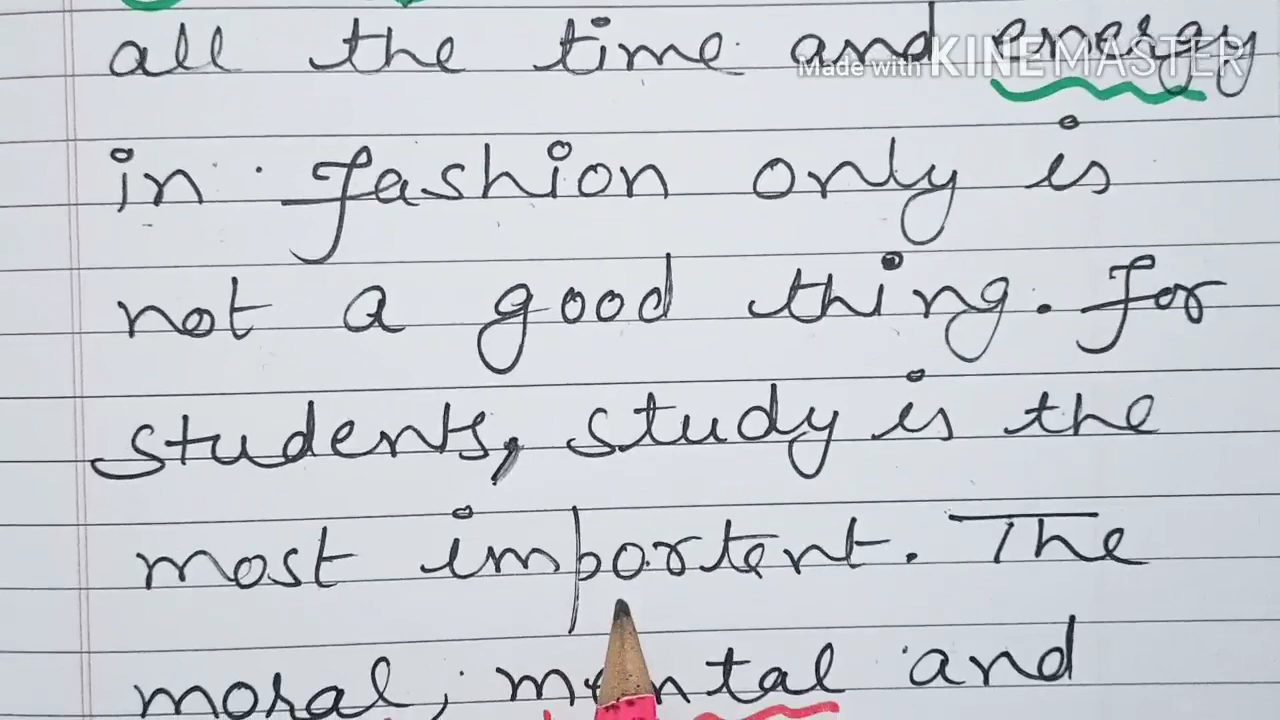 all the time and energy
Made with KINEMASTER
in fashion only is
not a good thing. For
students, study is the
most importent. The
moral, mental and